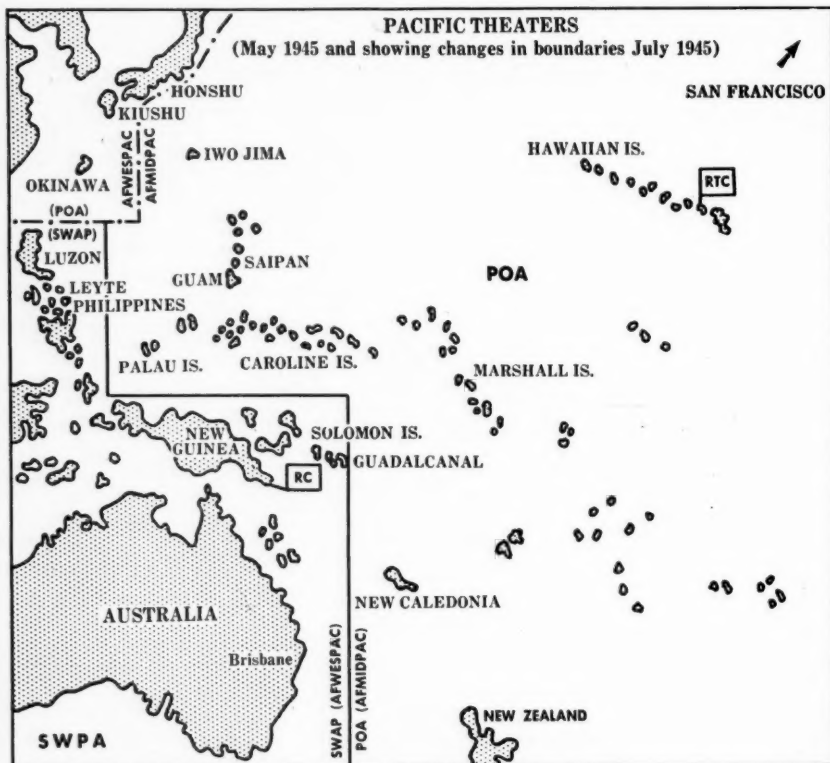 PACIFIC THEATERS
(May 1945 and showing changes in boundaries July 1945)
SAN FRANCISCO
HONSHU
KIUSHU
AFWESPAC
AFMIDPAC
IWO JIMA
HAWAIIAN IS.
RTC
OKINAWA
(POA)
(SWAP)
LUZON
SAIPAN
GUAM
POA
LEYTE
PHILIPPINES
PALAU IS.
CAROLINE IS.
MARSHALL IS.
NEW
GUINEA
SOLOMON IS.
GUADALCANAL
RC
NEW CALEDONIA
AUSTRALIA
Brisbane
SWAP (AFWESPAC)
POA (AFMIDPAC)
NEW ZEALAND
SWPA